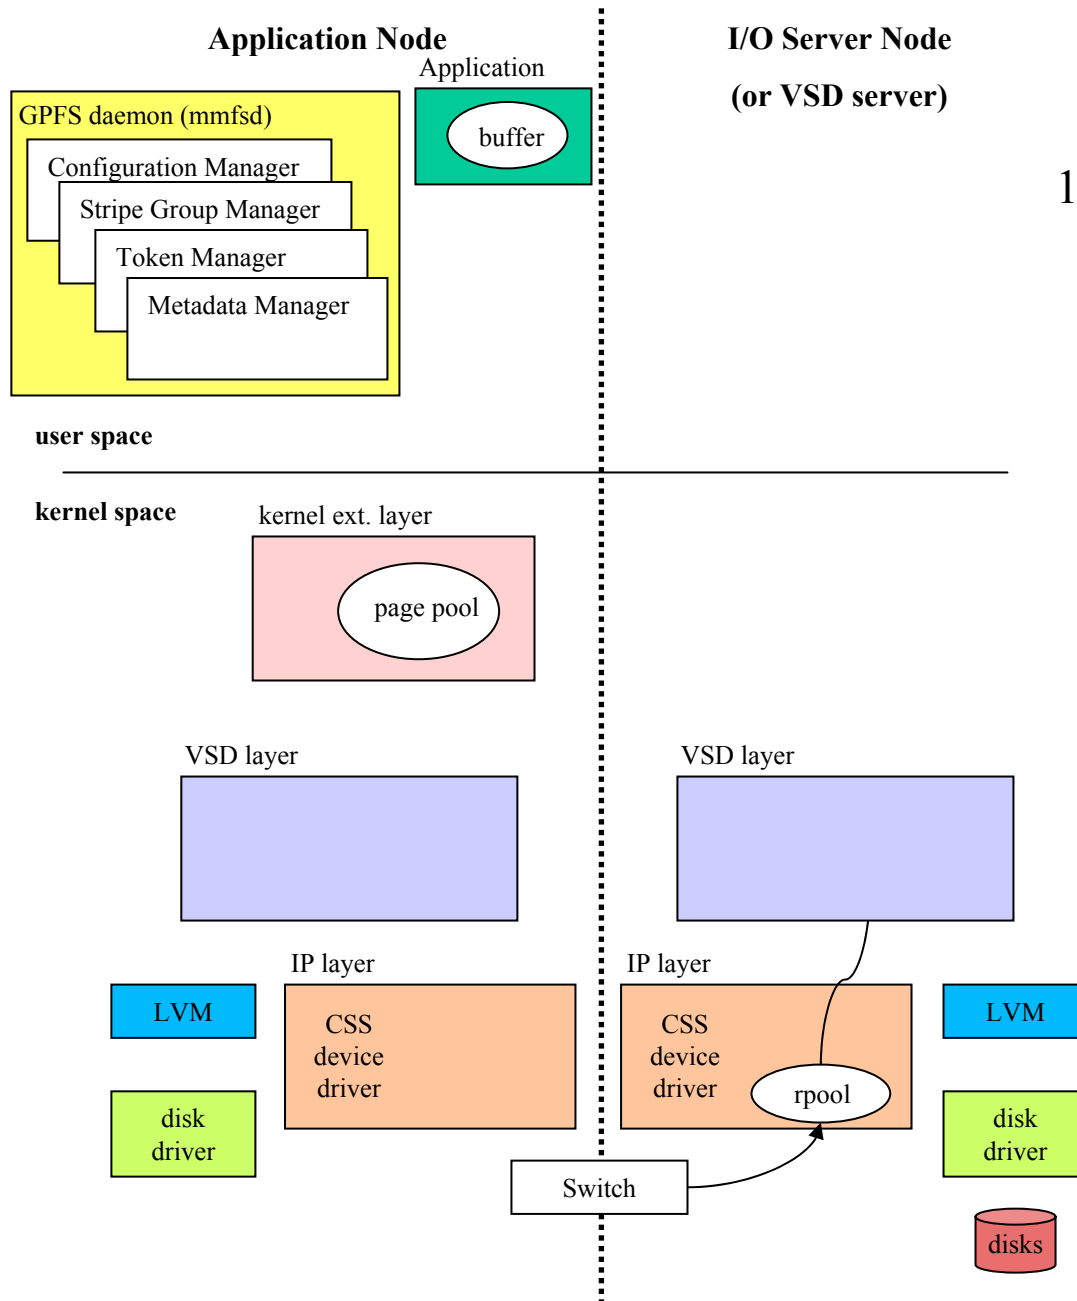 Application Node
I/O Server Node
(or VSD server)
Application
buffer
GPFS daemon (mmfsd)
Configuration Manager
Stripe Group Manager
Token Manager
Metadata Manager
1
user space
kernel space
kernel ext. layer
page pool
VSD layer
VSD layer
IP layer
IP layer
LVM
CSS
device
driver
CSS
device
driver
rpool
LVM
disk
driver
disk
driver
Switch
disks